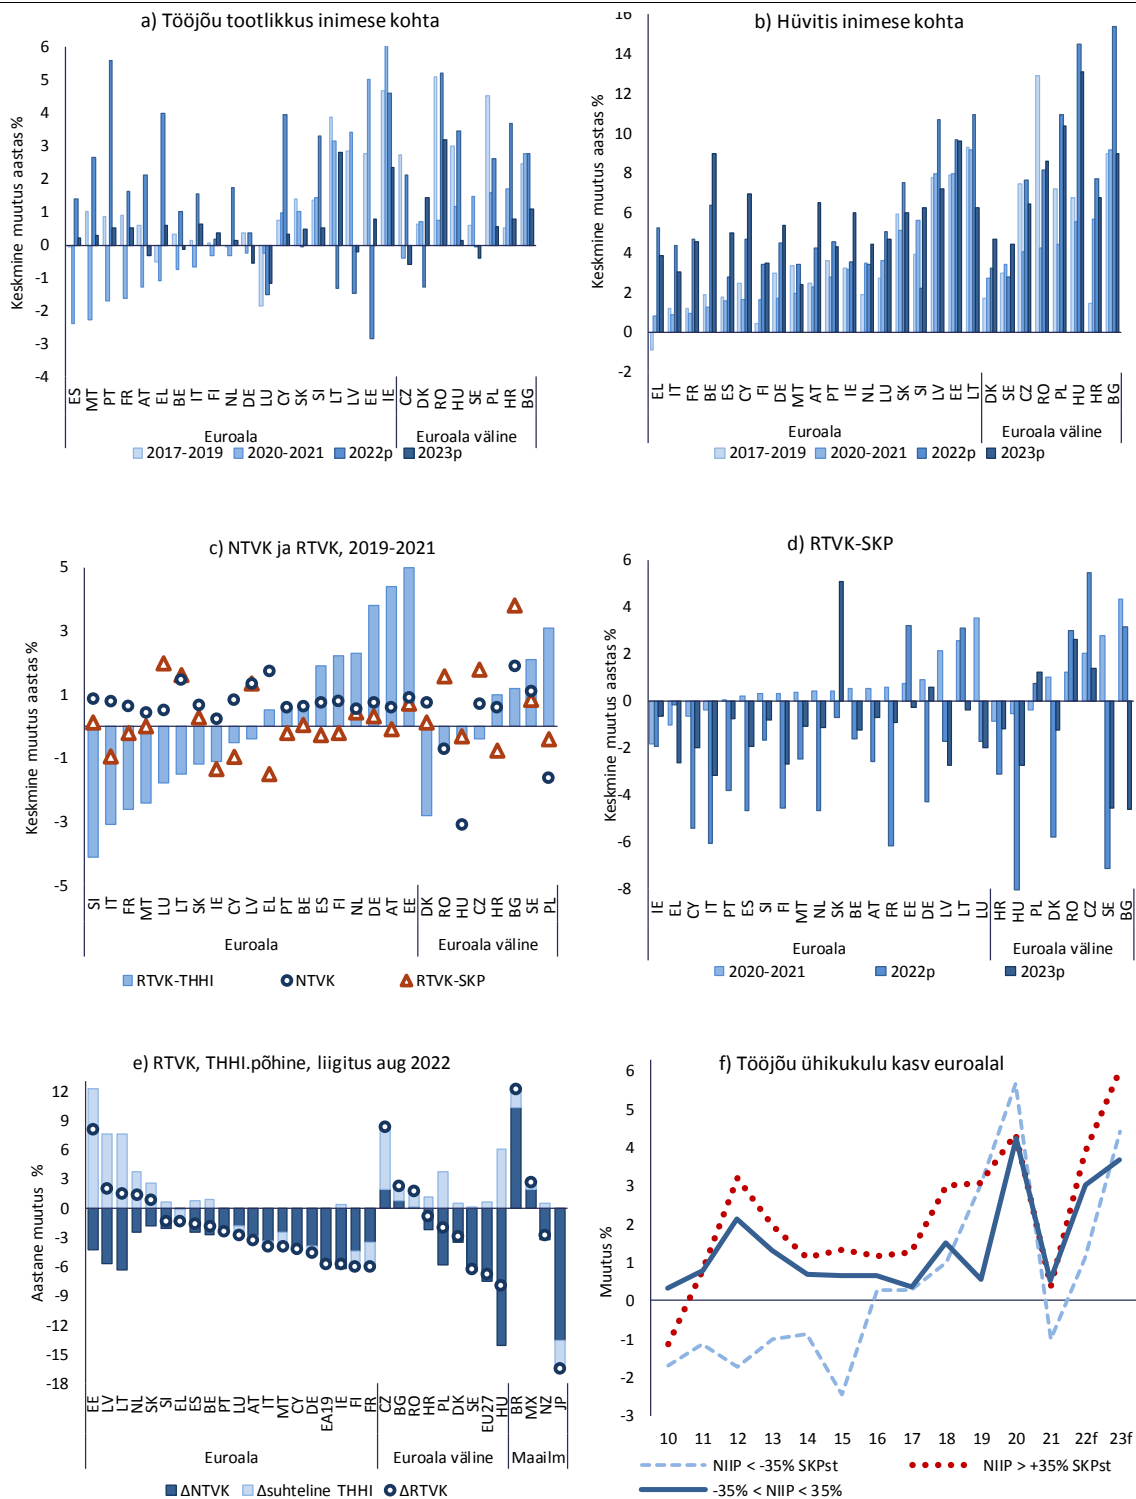 a) Tööjõu tootlikkus inimese kohta
Keskmine muutus aastas %
6
5
4
3
2
1
0
-1
-2
-3
-4
ES MT PT FR AT EL BE IT FI NL DE LU CY SK SI LT LV EE IE CZ DK RO HU SE PL HR BG
Euroala Euroala väline
2017-2019 2020-2021 2022p 2023p
b) Hüvitis inimese kohta
Keskmine muutus aastas %
16
14
12
10
8
6
4
2
0
-2
EL IT FR BE ES CY FI DE MT AT PT IE NL LU SK SI LV EE LT DK SE CZ RO PL HU HR BG
Euroala Euroala väline
2017-2019 2020-2021 2022p 2023p
c) NTVK ja RTVK, 2019-2021
Keskmine muutus aastas %
5
3
1
-1
-3
-5
SI IT FR MT LU LT SK IE CY LV EL PT BE ES FI NL DE AT EE DK RO HU CZ HR BG SE PL
Euroala Euroala väline
RTVK-THHI NTVK RTVK-SKP
d) RTVK-SKP
Keskmine muutus aastas %
6
4
2
0
-2
-4
-6
-8
IE EL CY IT PT ES SI FI MT NL SK BE AT FR EE DE LV LT LU HR HU PL DK RO CZ SE BG
Euroala Euroala väline
2020-2021 2022p 2023p
e) RTVK, THHI.põhine, liigitus aug 2022
Aastane muutus %
12
9
6
3
0
-3
-6
-9
-12
-15
-18
EE LV LT NL SK SI EL ES BE PT LU AT IT MT CY DE EA19 IE FI FR CZ BG RO HR PL DK SE EU27 HU BR MX NZ JP
Euroala Euroala väline Maailm
ΔNTVK Δsuhteline THHI ΔRTVK
f) Tööjõu ühikukulu kasv euroalal
Muutus %
6
5
4
3
2
1
0
-1
-2
-3
10 11 12 13 14 15 16 17 18 19 20 21 22f 23f
NIIP < -35% SKPst NIIP > +35% SKPst
-35% < NIIP < 35%